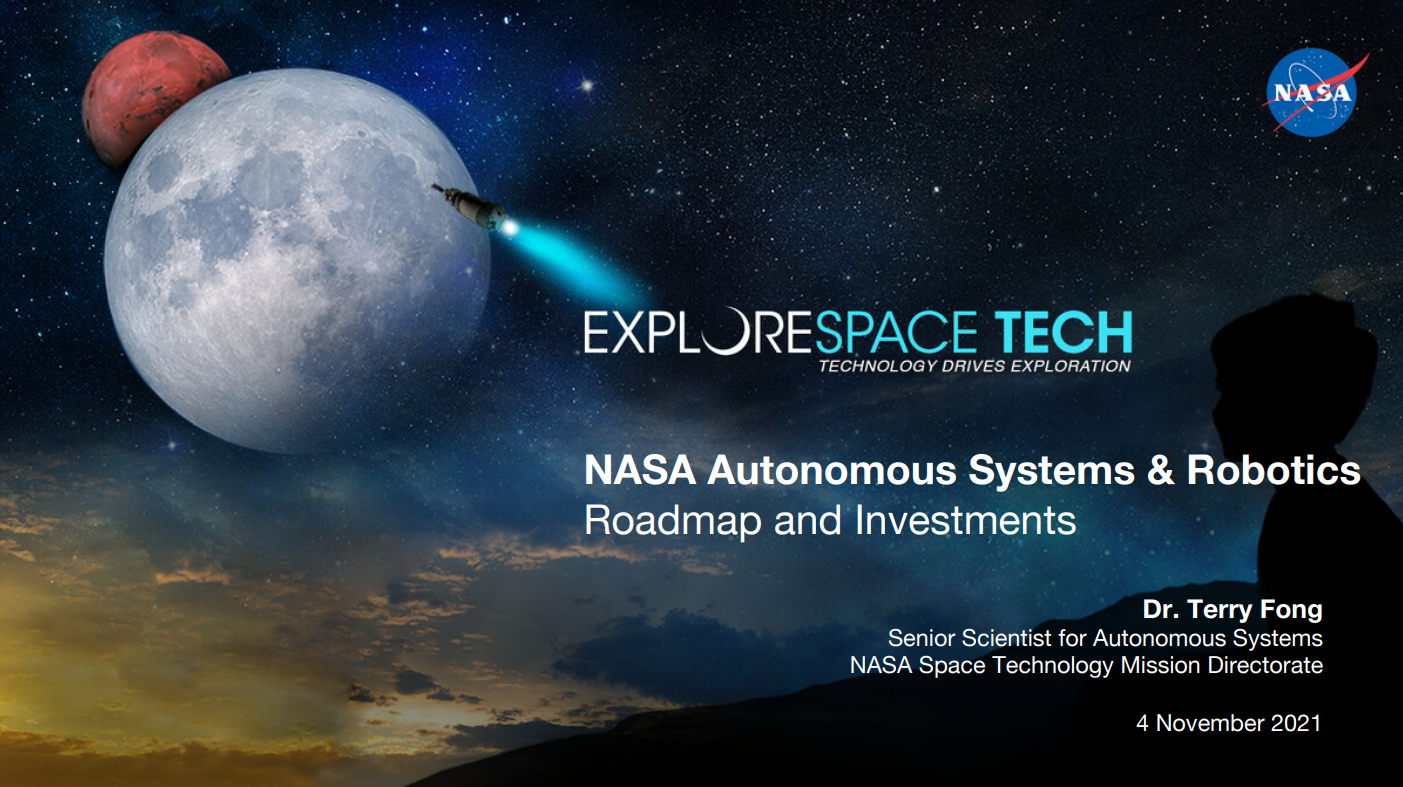 NASA
EXPLORESPACE TECH
TECHNOLOGY DRIVES EXPLORATION
NASA Autonomous Systems & Robotics
Roadmap and Investments
Dr. Terry Fong
Senior Scientist for Autonomous Systems
NASA Space Technology Mission Directorate
4 November 2021